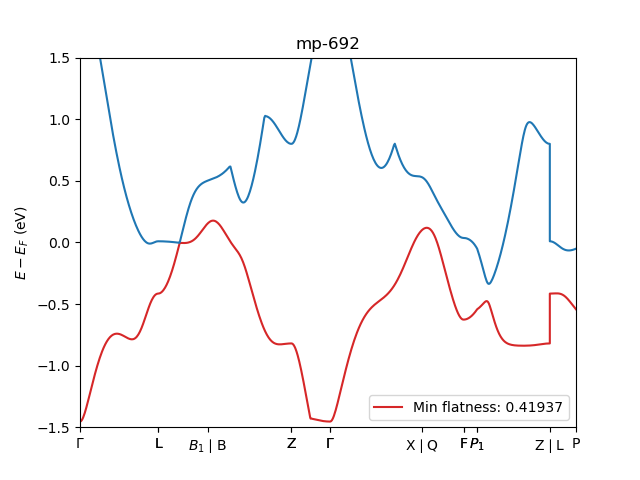 mp-692
E − E_F (eV)
1.5
1.0
0.5
0.0
−0.5
−1.0
−1.5
Min flatness: 0.41937
Γ L B₁ | B Z Γ X | Q F P₁ Z | L P